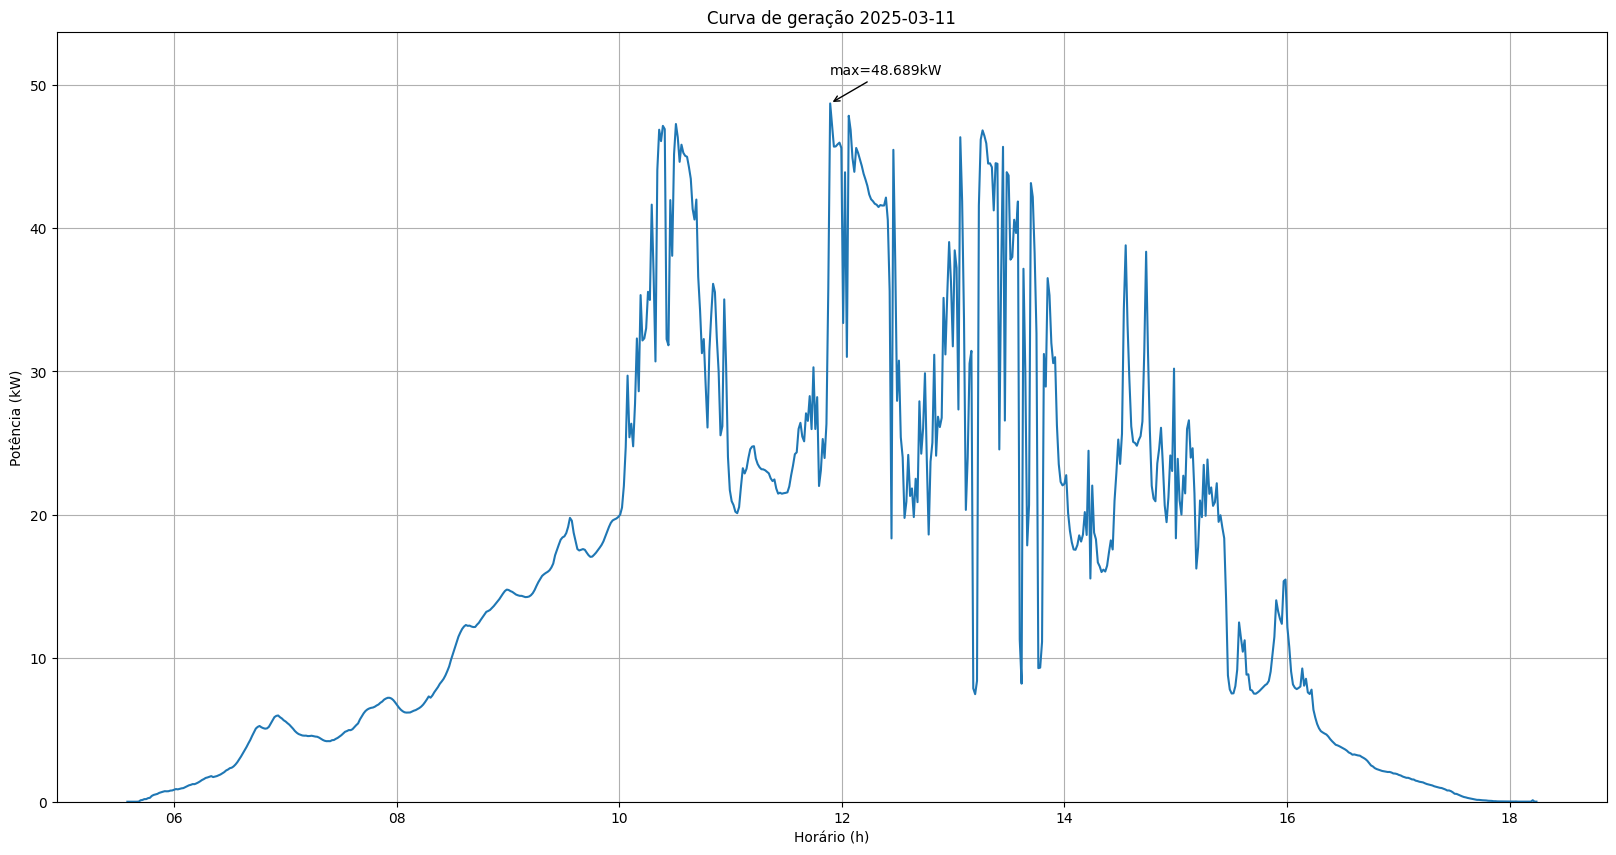 Curva de geração 2025-03-11
max=48.689kW
Potência (kW)
50
40
30
20
10
0
06 08 10 12 14 16 18
Horário (h)